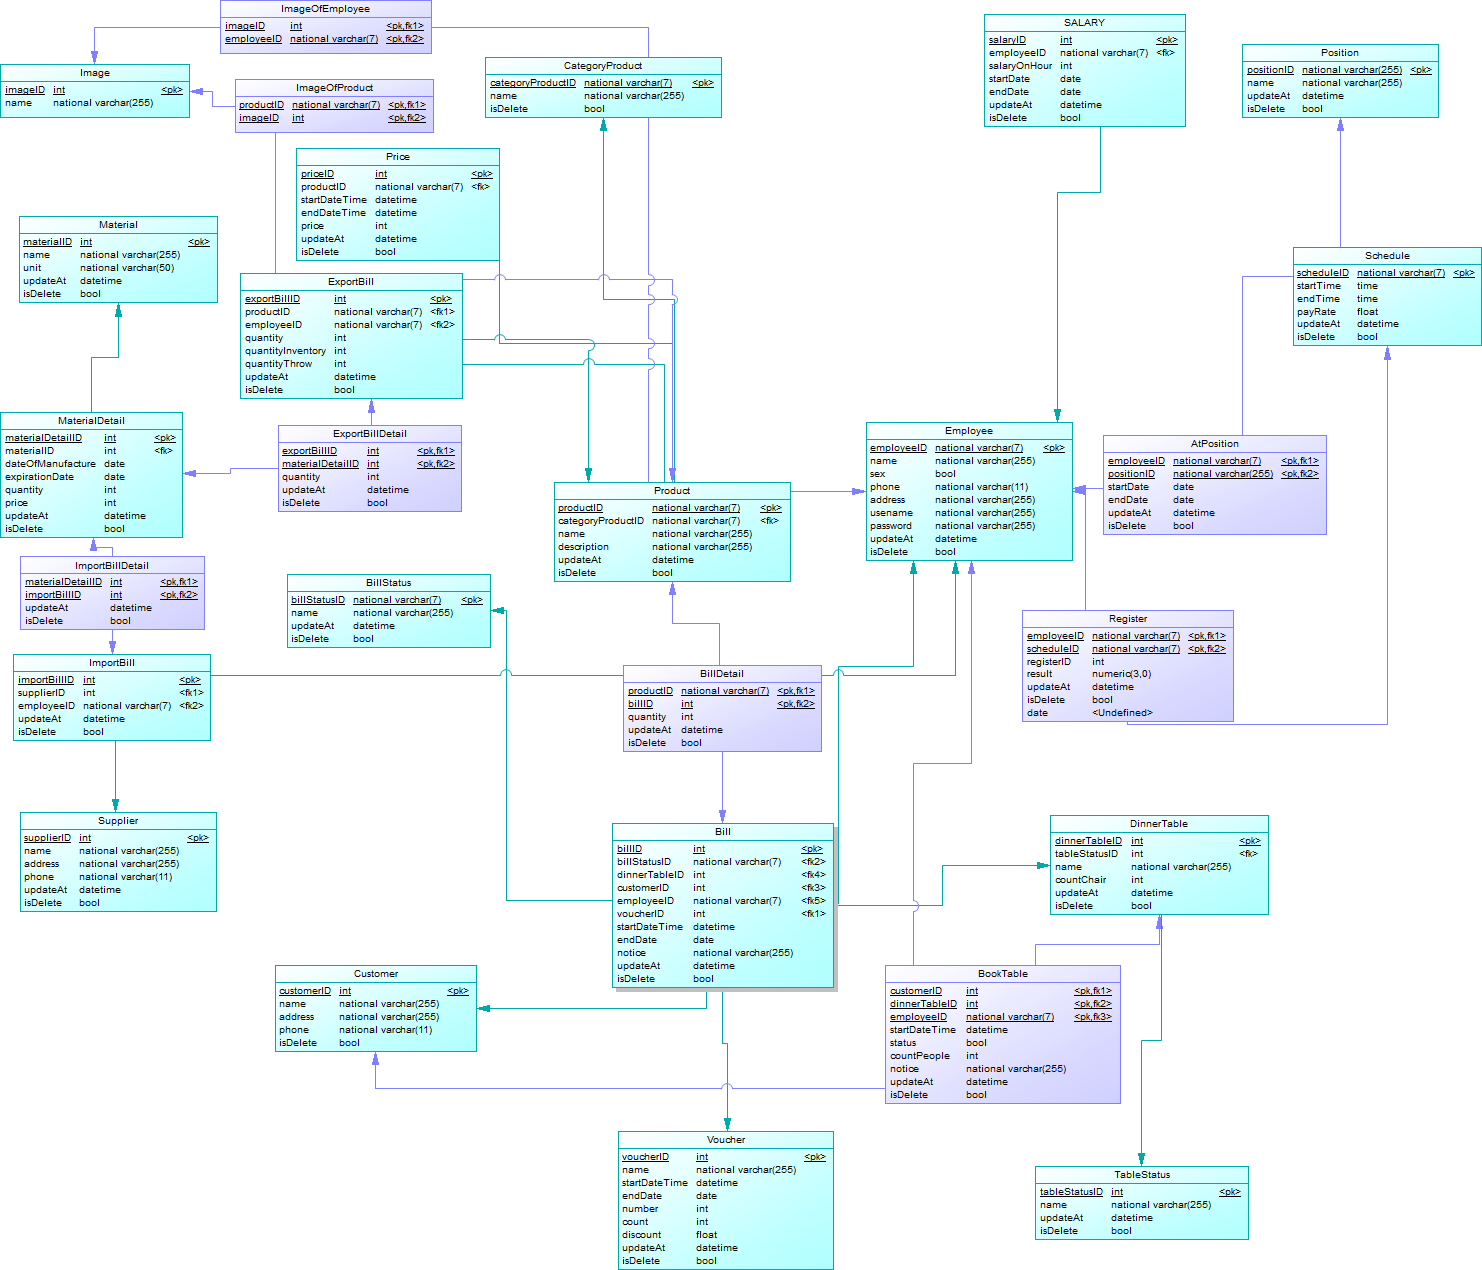 ImageOfEmployee
imageID int <pk,fk1>
employeeID national varchar(7) <pk,fk2>
Image
imageID int <pk>
name national varchar(255)
ImageOfProduct
productID national varchar(7) <pk,fk1>
imageID int <pk,fk2>
CategoryProduct
categoryProductID national varchar(7) <pk>
name national varchar(255)
isDelete bool
SALARY
salaryID int <pk>
employeeID national varchar(7) <fk>
salaryOnHour int
startDate date
endDate date
updateAt datetime
isDelete bool
Position
positionID national varchar(255) <pk>
name national varchar(255)
updateAt datetime
isDelete bool
Price
priceID int <pk>
productID national varchar(7) <fk>
startDateTime datetime
endDateTime datetime
price int
updateAt datetime
isDelete bool
Material
materialID int <pk>
name national varchar(255)
unit national varchar(50)
updateAt datetime
isDelete bool
ExportBill
exportBillID int <pk>
productID national varchar(7) <fk1>
employeeID national varchar(7) <fk2>
quantity int
quantityInventory int
quantityThrow int
updateAt datetime
isDelete bool
Schedule
scheduleID national varchar(7) <pk>
startTime time
endTime time
payRate float
updateAt datetime
isDelete bool
MaterialDetail
materialDetailID int <pk>
materialID int <fk>
dateOfManufacture date
expirationDate date
quantity int
price int
updateAt datetime
isDelete bool
ExportBillDetail
exportBillID int <pk,fk1>
materialDetailID int <pk,fk2>
quantity int
updateAt datetime
isDelete bool
Employee
employeeID national varchar(7) <pk>
name national varchar(255)
sex bool
phone national varchar(11)
address national varchar(255)
usename national varchar(255)
password national varchar(255)
updateAt datetime
isDelete bool
AtPosition
employeeID national varchar(7) <pk,fk1>
positionID national varchar(255) <pk,fk2>
startDate date
endDate date
updateAt datetime
isDelete bool
Product
productID national varchar(7) <pk>
categoryProductID national varchar(7) <fk>
name national varchar(255)
description national varchar(255)
updateAt datetime
isDelete bool
ImportBillDetail
materialDetailID int <pk,fk1>
importBillID int <pk,fk2>
updateAt datetime
isDelete bool
BillStatus
billStatusID national varchar(7) <pk>
name national varchar(255)
updateAt datetime
isDelete bool
Register
employeeID national varchar(7) <pk,fk1>
scheduleID national varchar(7) <pk,fk2>
registerID int
result numeric(3,0)
updateAt datetime
isDelete bool
date <Undefined>
ImportBill
importBillID int <pk>
supplierID int <fk1>
employeeID national varchar(7) <fk2>
updateAt datetime
isDelete bool
BillDetail
productID national varchar(7) <pk,fk1>
billID int <pk,fk2>
quantity int
updateAt datetime
isDelete bool
Supplier
supplierID int <pk>
name national varchar(255)
address national varchar(255)
phone national varchar(11)
updateAt datetime
isDelete bool
Bill
billID int <pk>
billStatusID national varchar(7) <fk2>
dinnerTableID int <fk4>
customerID int <fk3>
employeeID national varchar(7) <fk5>
voucherID int <fk1>
startDateTime datetime
endDate date
notice national varchar(255)
updateAt datetime
isDelete bool
DinnerTable
dinnerTableID int <pk>
tableStatusID int <fk>
name national varchar(255)
countChair int
updateAt datetime
isDelete bool
Customer
customerID int <pk>
name national varchar(255)
address national varchar(255)
phone national varchar(11)
isDelete bool
BookTable
customerID int <pk,fk1>
dinnerTableID int <pk,fk2>
employeeID national varchar(7) <pk,fk3>
startDateTime datetime
status bool
countPeople int
notice national varchar(255)
updateAt datetime
isDelete bool
Voucher
voucherID int <pk>
name national varchar(255)
startDateTime datetime
endDate date
number int
count int
discount float
updateAt datetime
isDelete bool
TableStatus
tableStatusID int <pk>
name national varchar(255)
updateAt datetime
isDelete bool